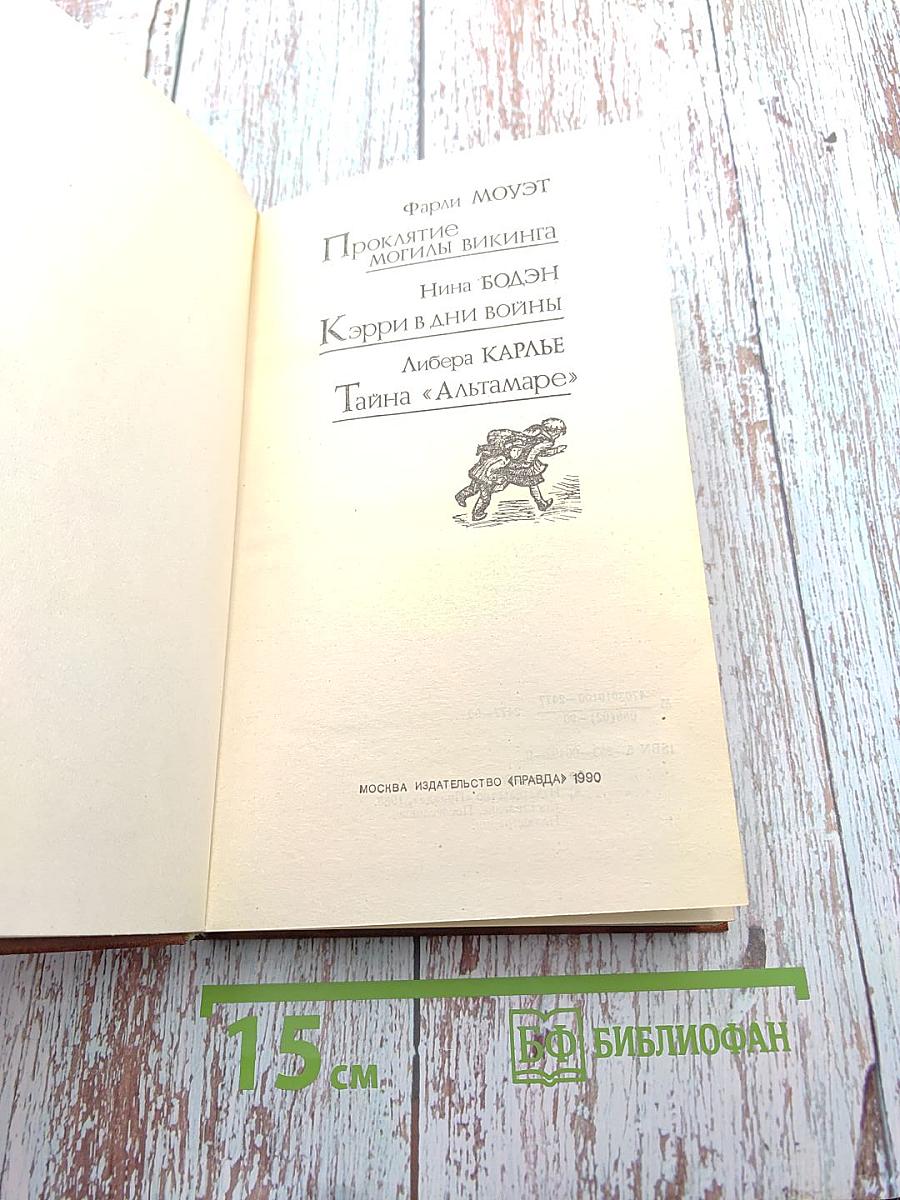 Фарли МОУЭТ
Проклятие
могилы викинга
Нина БОДЭН
Кэрри в дни войны
Либера КАРЛЬЕ
Тайна «Альтамаре»
МОСКВА ИЗДАТЕЛЬСТВО «ПРАВДА» 1990
15 см
БФ БИБЛИОФАН